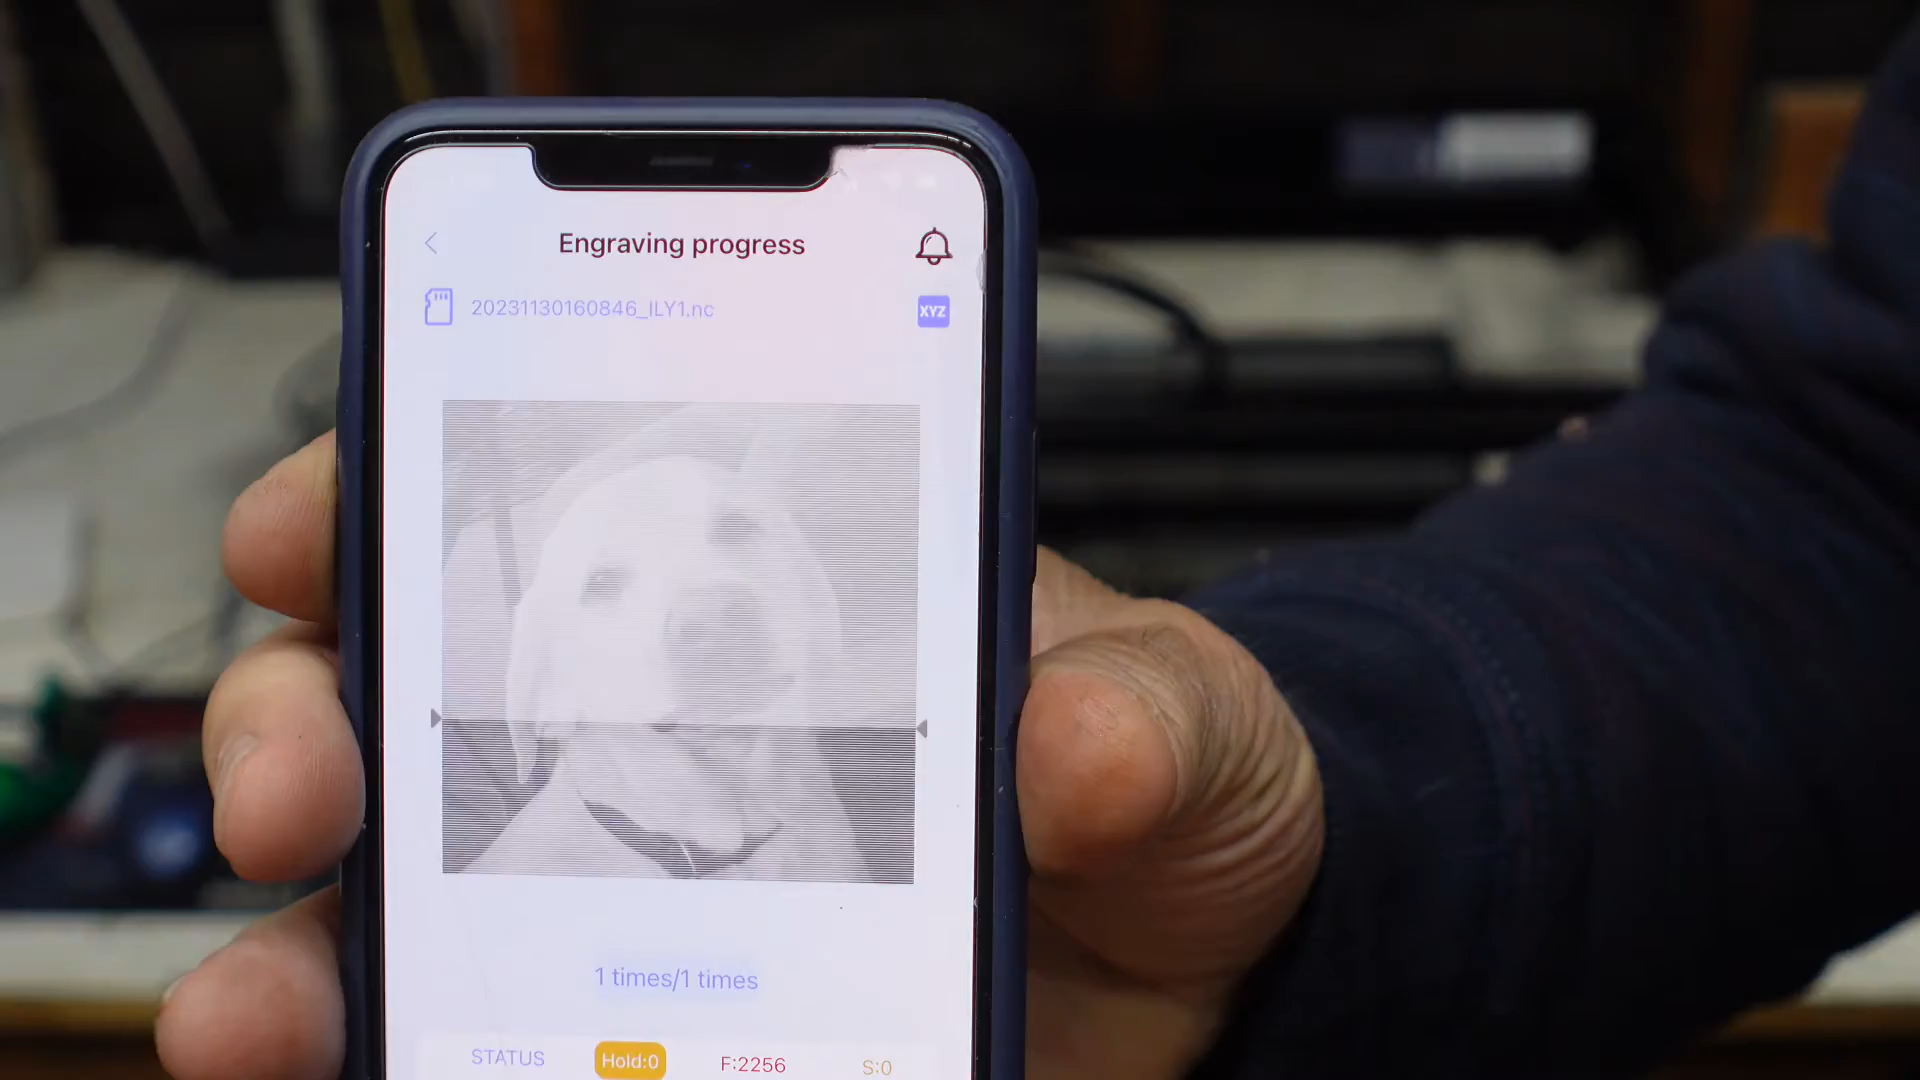 Engraving progress
20231130160846_ILY1.nc
XYZ
1 times/1 times
STATUS Hold:0 F:2256 S:0